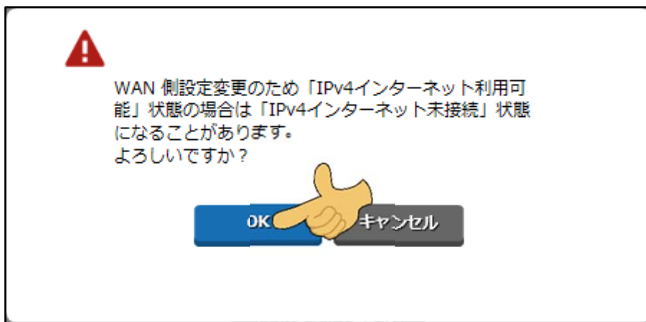 WAN 側設定変更のため「IPv4インターネット利用可
能」状態の場合は「IPv4インターネット未接続」状態
になることがあります。
よろしいですか？
OK キャンセル